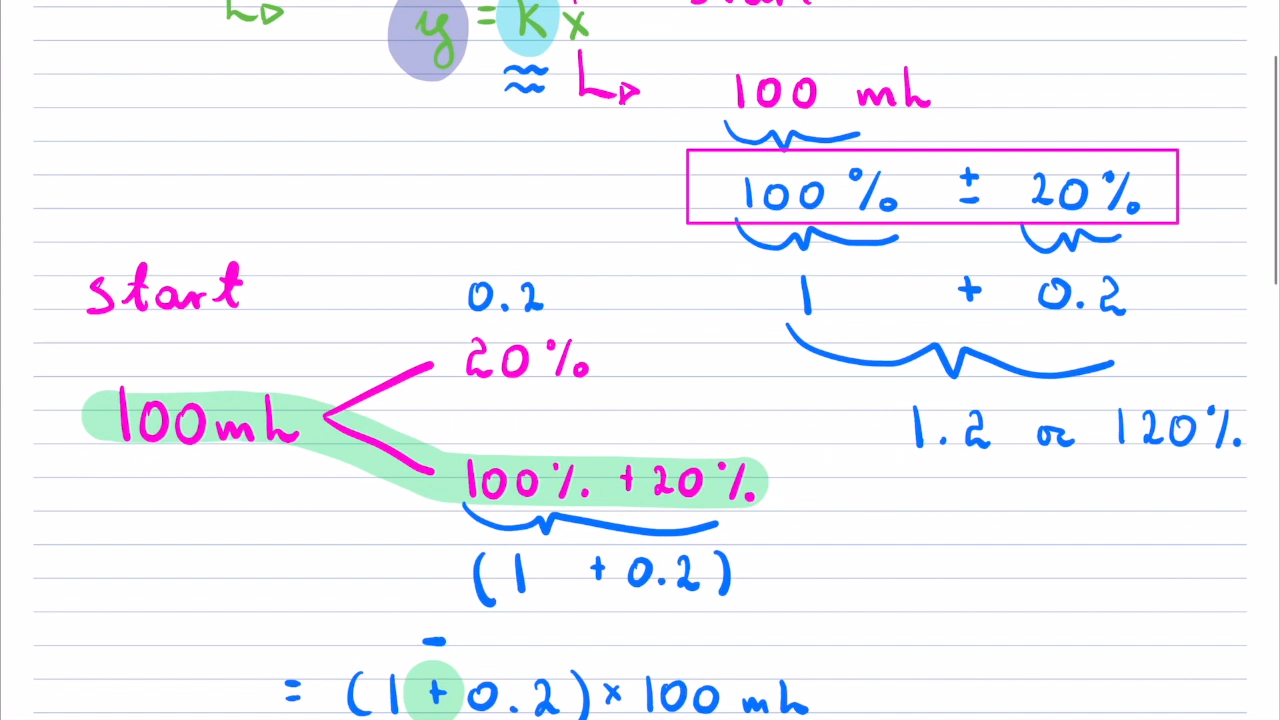 y = k x
100 mh
100% ± 20%
start 0.2 1 + 0.2
20%
100mh 1.2 or 120%.
100% + 20%
(1 + 0.2)
-
= (1 + 0.2) × 100 mh